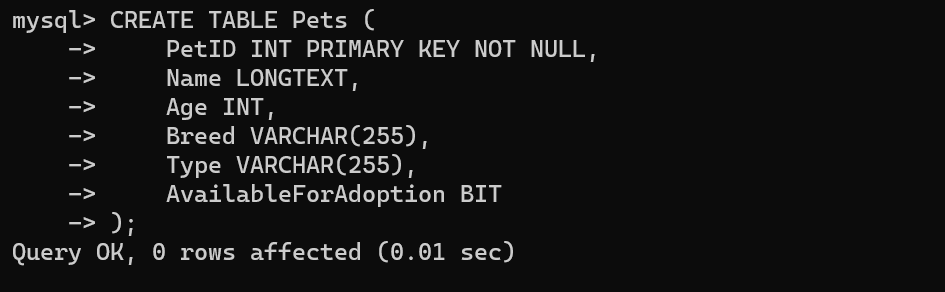 mysql> CREATE TABLE Pets (
    ->     PetID INT PRIMARY KEY NOT NULL,
    ->     Name LONGTEXT,
    ->     Age INT,
    ->     Breed VARCHAR(255),
    ->     Type VARCHAR(255),
    ->     AvailableForAdoption BIT
    -> );
Query OK, 0 rows affected (0.01 sec)